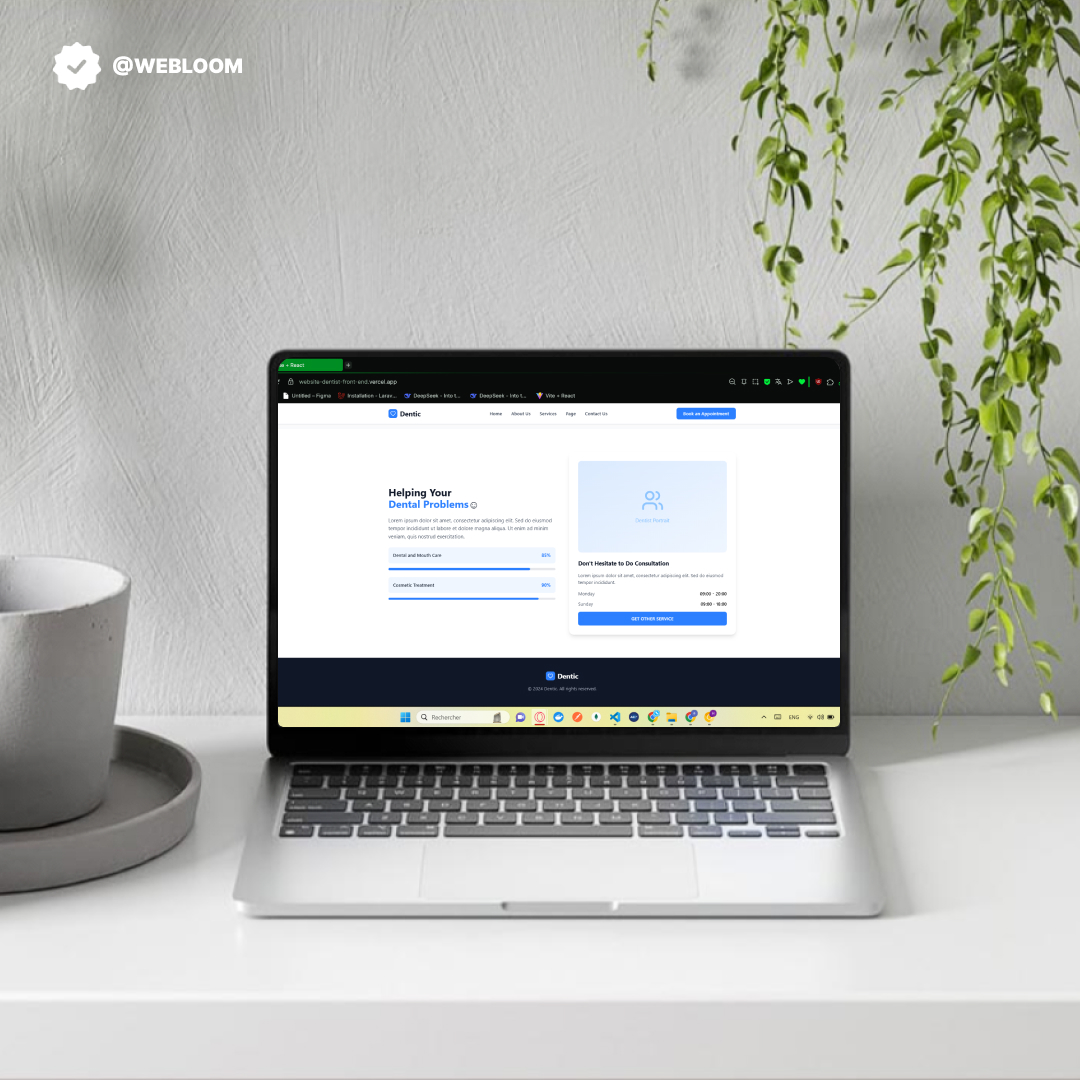 @WEBLOOM
+ React
website-dentist-front-end.vercel.app
Untitled – Figma
Installation - Larav...
DeepSeek - Into t...
DeepSeek - Into t...
Vite + React
Dentic
Home
About Us
Services
Page
Contact Us
Book an Appointment
Helping Your
Dental Problems☺
Lorem ipsum dolor sit amet, consectetur adipiscing elit. Sed do eiusmod
tempor incididunt ut labore et dolore magna aliqua. Ut enim ad minim
veniam, quis nostrud exercitation.
Dental and Mouth Care
85%
Cosmetic Treatment
90%
Dentist Portrait
Don't Hesitate to Do Consultation
Lorem ipsum dolor sit amet, consectetur adipiscing elit. Sed do eiusmod
tempor incididunt.
Monday
09:00 - 20:00
Sunday
09:00 - 18:00
GET OTHER SERVICE
Dentic
© 2024 Dentic. All rights reserved.
Rechercher
ENG